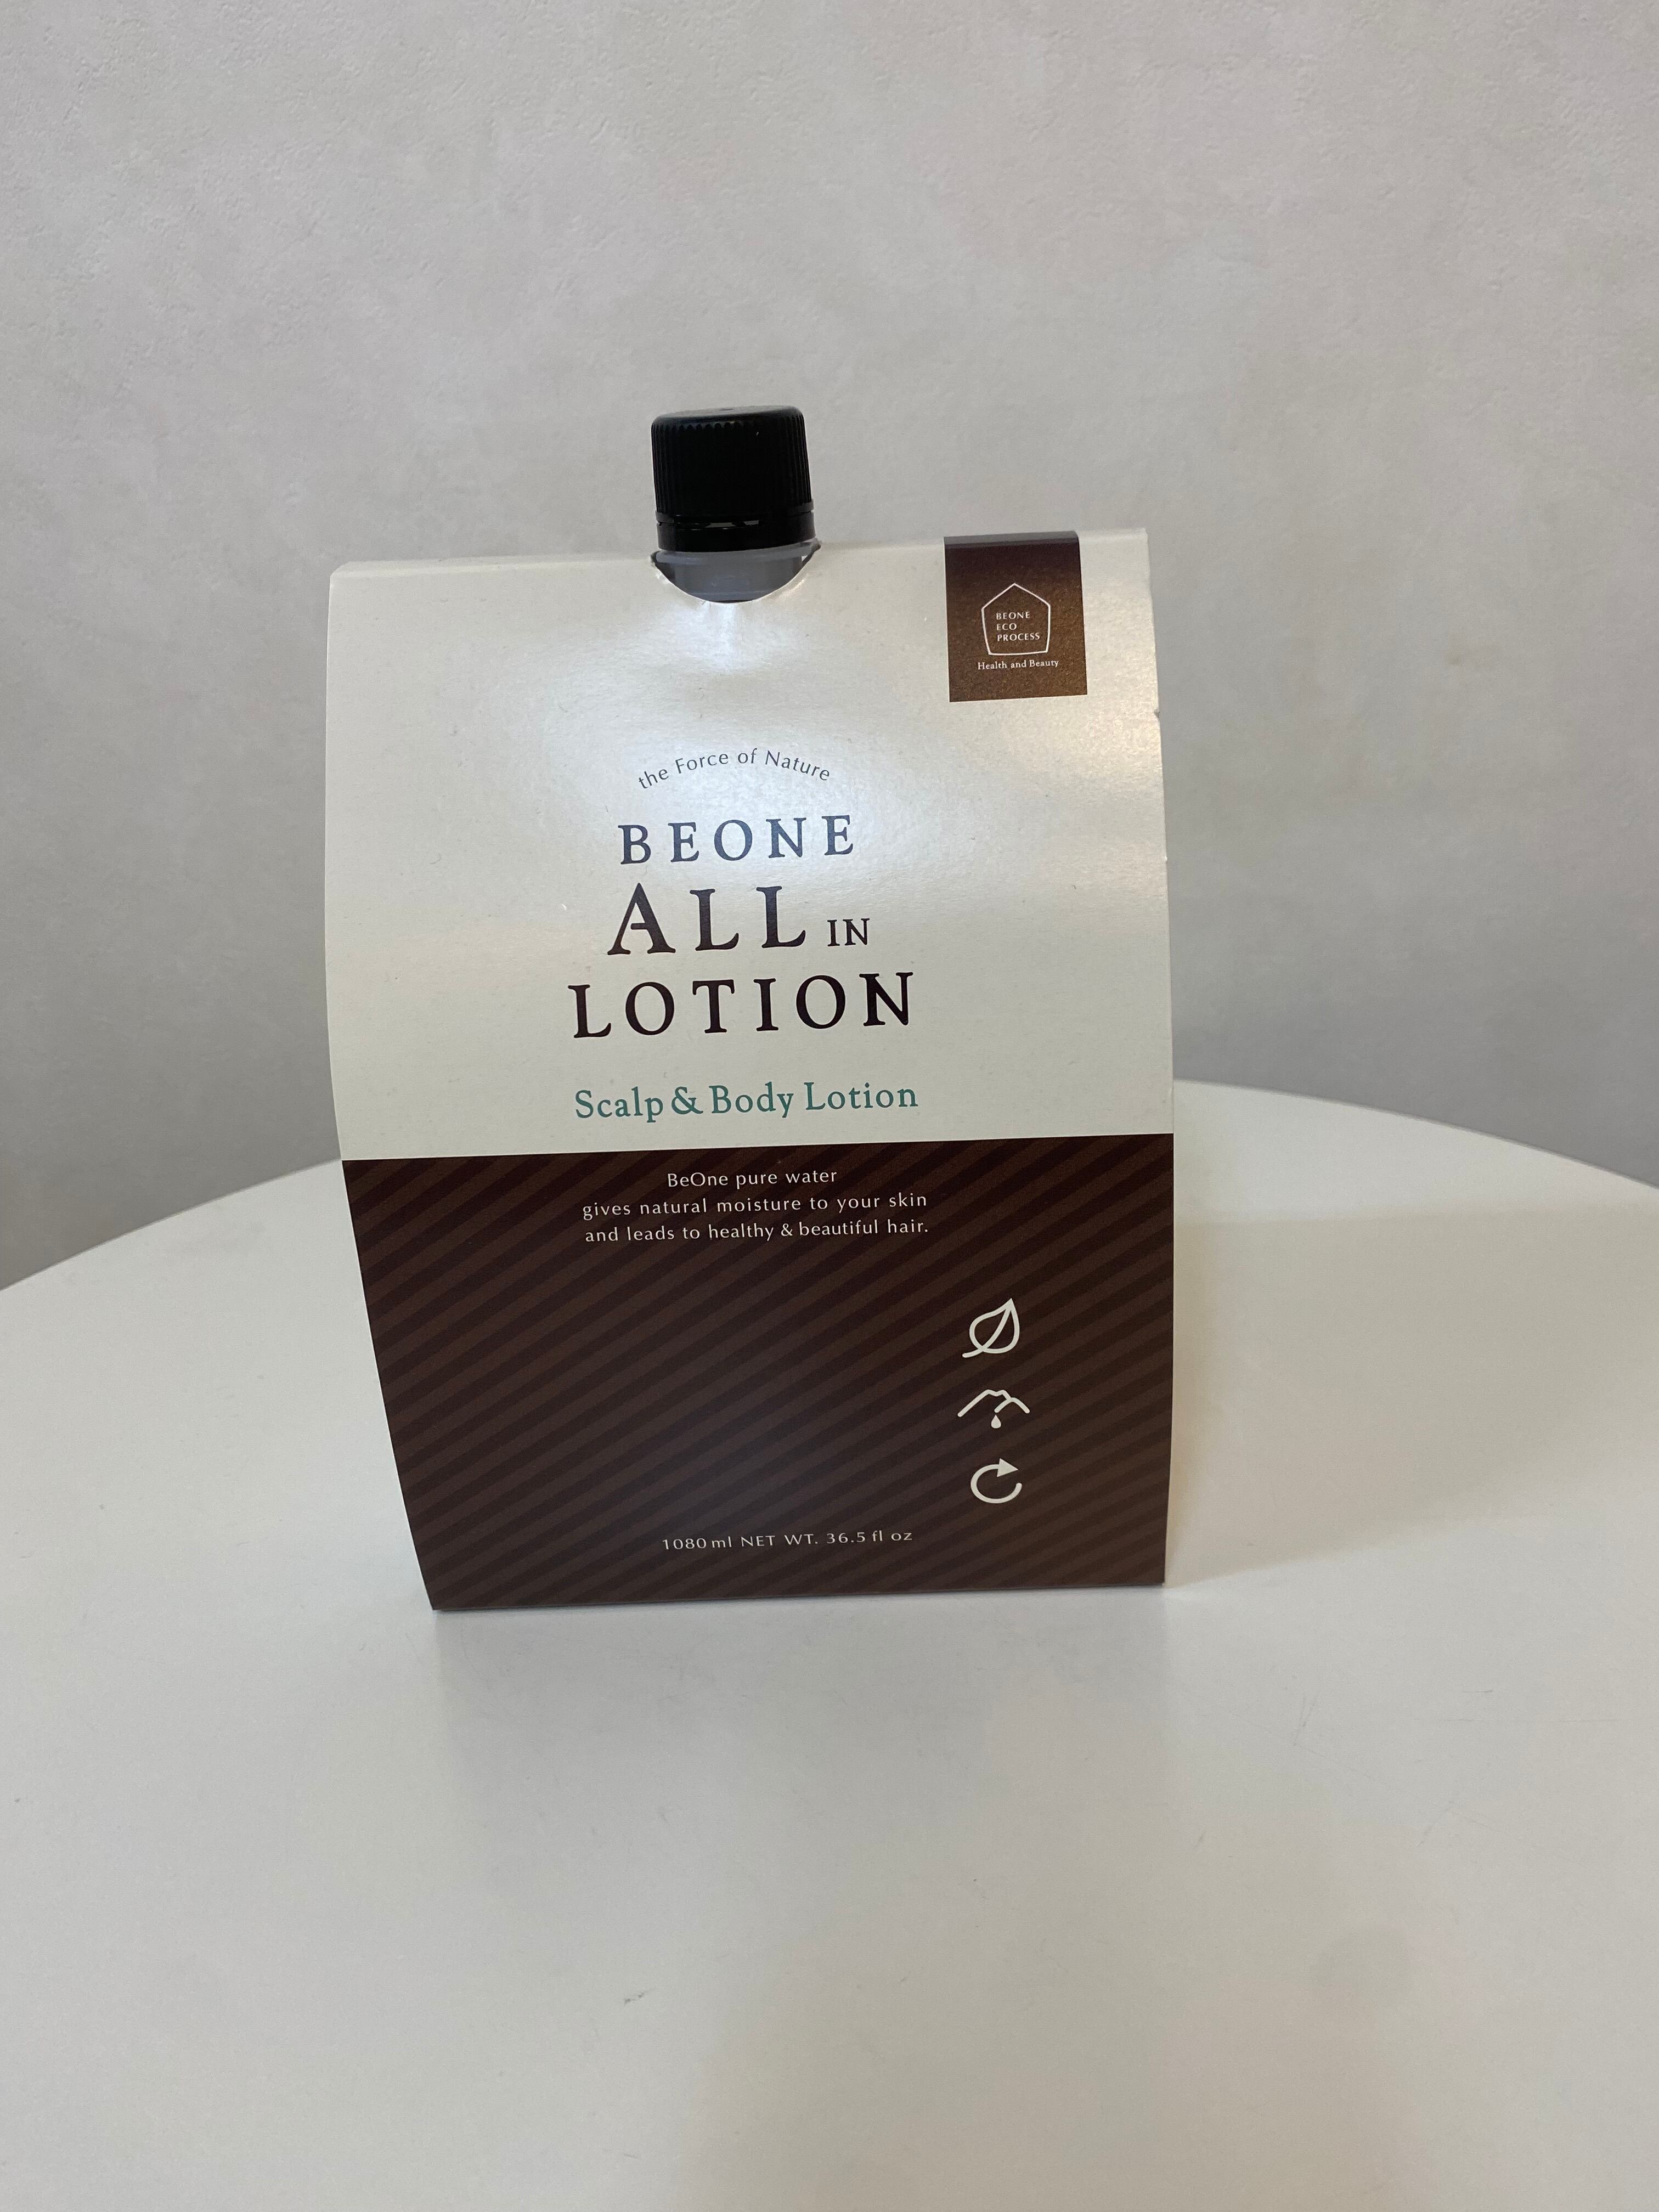 BEONE
ECO
PROCESS
Health and Beauty
the Force of Nature
BEONE
ALL IN
LOTION
Scalp & Body Lotion
BeOne pure water
gives natural moisture to your skin
and leads to healthy & beautiful hair.
1080ml NET WT. 36.5 fl oz